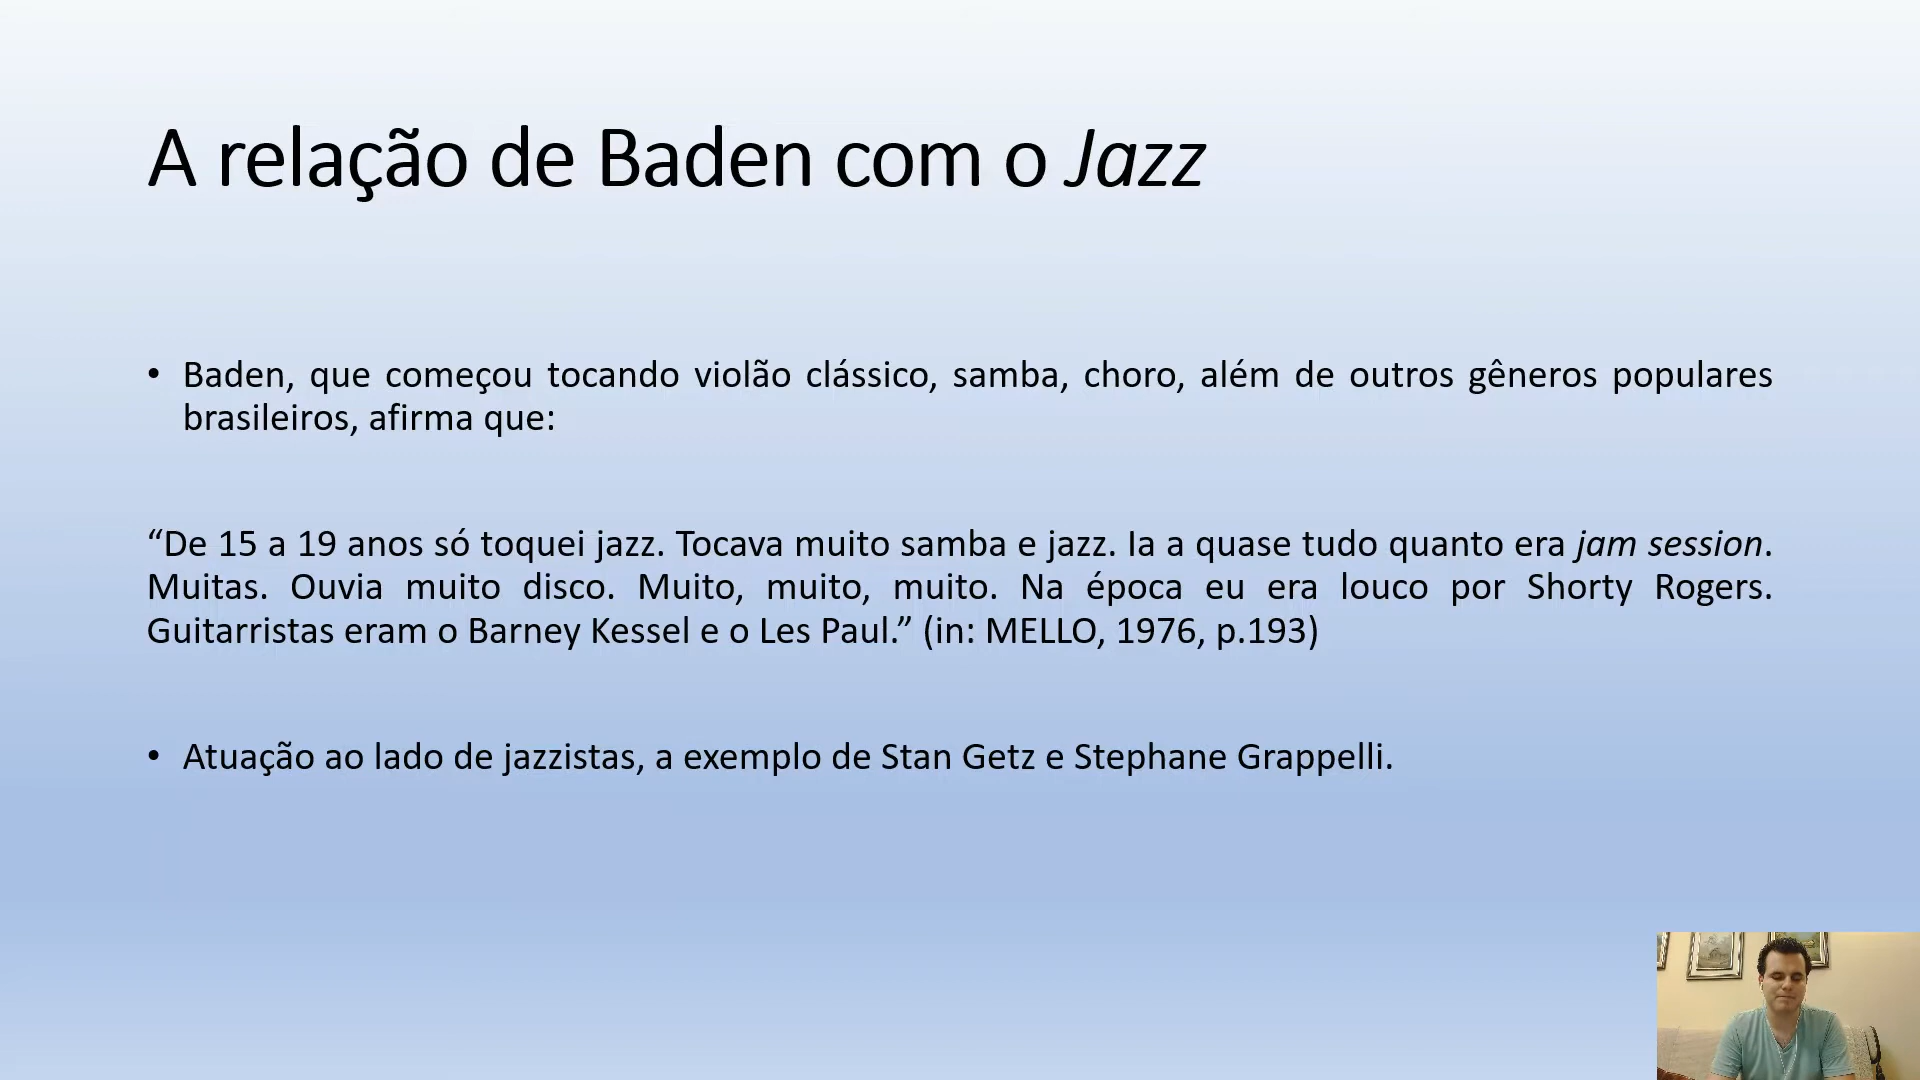 A relação de Baden com o Jazz
• Baden, que começou tocando violão clássico, samba, choro, além de outros gêneros populares
brasileiros, afirma que:
“De 15 a 19 anos só toquei jazz. Tocava muito samba e jazz. Ia a quase tudo quanto era jam session.
Muitas. Ouvia muito disco. Muito, muito, muito. Na época eu era louco por Shorty Rogers.
Guitarristas eram o Barney Kessel e o Les Paul.” (in: MELLO, 1976, p.193)
• Atuação ao lado de jazzistas, a exemplo de Stan Getz e Stephane Grappelli.